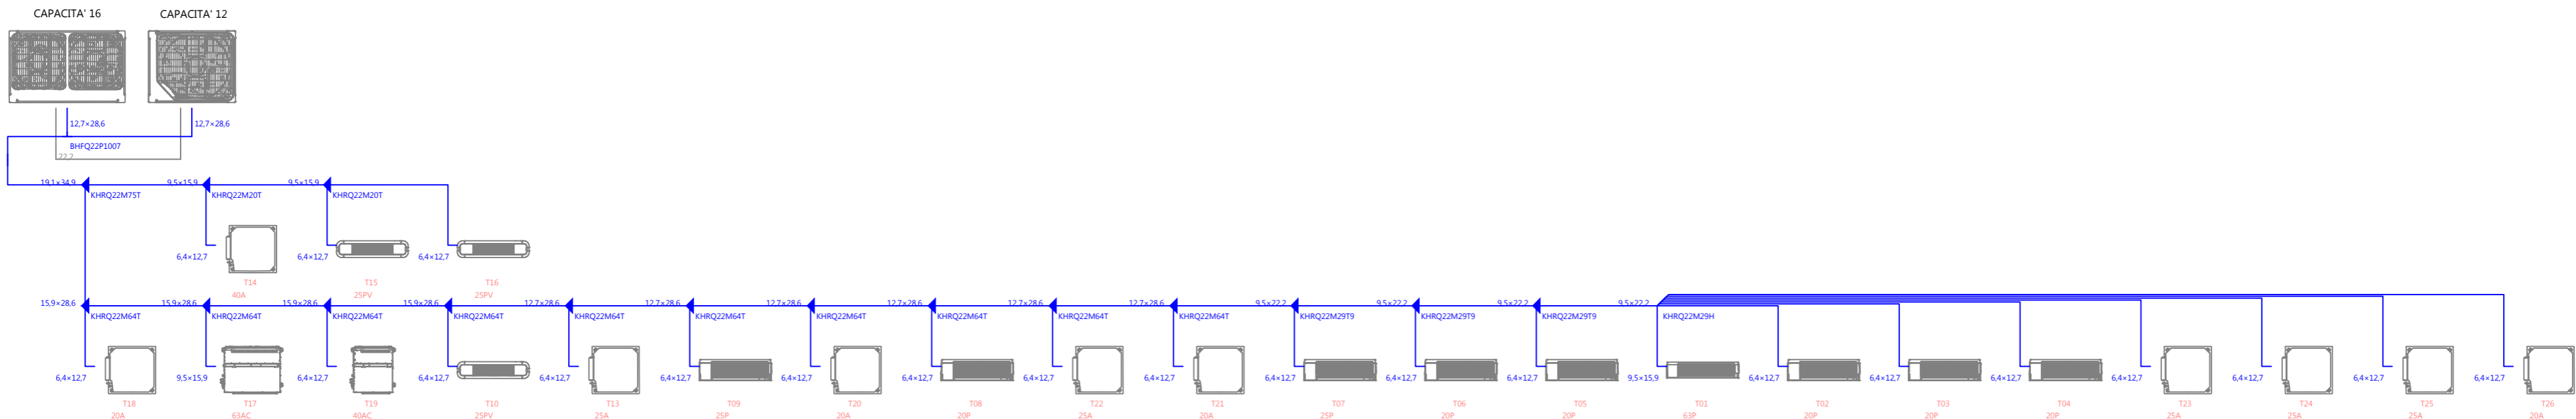 CAPACITA' 16
CAPACITA' 12
12,7×28,6
12,7×28,6
BHFQ22P1007
22,2
19,1×34,9
9,5×15,9
9,5×15,9
KHRQ22M75T
KHRQ22M20T
KHRQ22M20T
6,4×12,7
6,4×12,7
6,4×12,7
T14
T15
T16
40A
25PV
25PV
15,9×28,6
15,9×28,6
15,9×28,6
15,9×28,6
12,7×28,6
12,7×28,6
12,7×28,6
12,7×28,6
12,7×28,6
12,7×28,6
9,5×22,2
9,5×22,2
9,5×22,2
9,5×22,2
KHRQ22M64T
KHRQ22M64T
KHRQ22M64T
KHRQ22M64T
KHRQ22M64T
KHRQ22M64T
KHRQ22M64T
KHRQ22M64T
KHRQ22M64T
KHRQ22M64T
KHRQ22M29T9
KHRQ22M29T9
KHRQ22M29T9
KHRQ22M29H
6,4×12,7
9,5×15,9
6,4×12,7
6,4×12,7
6,4×12,7
6,4×12,7
6,4×12,7
6,4×12,7
6,4×12,7
6,4×12,7
6,4×12,7
6,4×12,7
6,4×12,7
9,5×15,9
6,4×12,7
6,4×12,7
6,4×12,7
6,4×12,7
6,4×12,7
6,4×12,7
6,4×12,7
T18
T17
T19
T10
T13
T09
T20
T08
T22
T21
T07
T06
T05
T01
T02
T03
T04
T23
T24
T25
T26
20A
63AC
40AC
25PV
25A
25P
20A
20P
25A
20A
25P
20P
20P
63P
20P
20P
20P
25A
25A
25A
20A